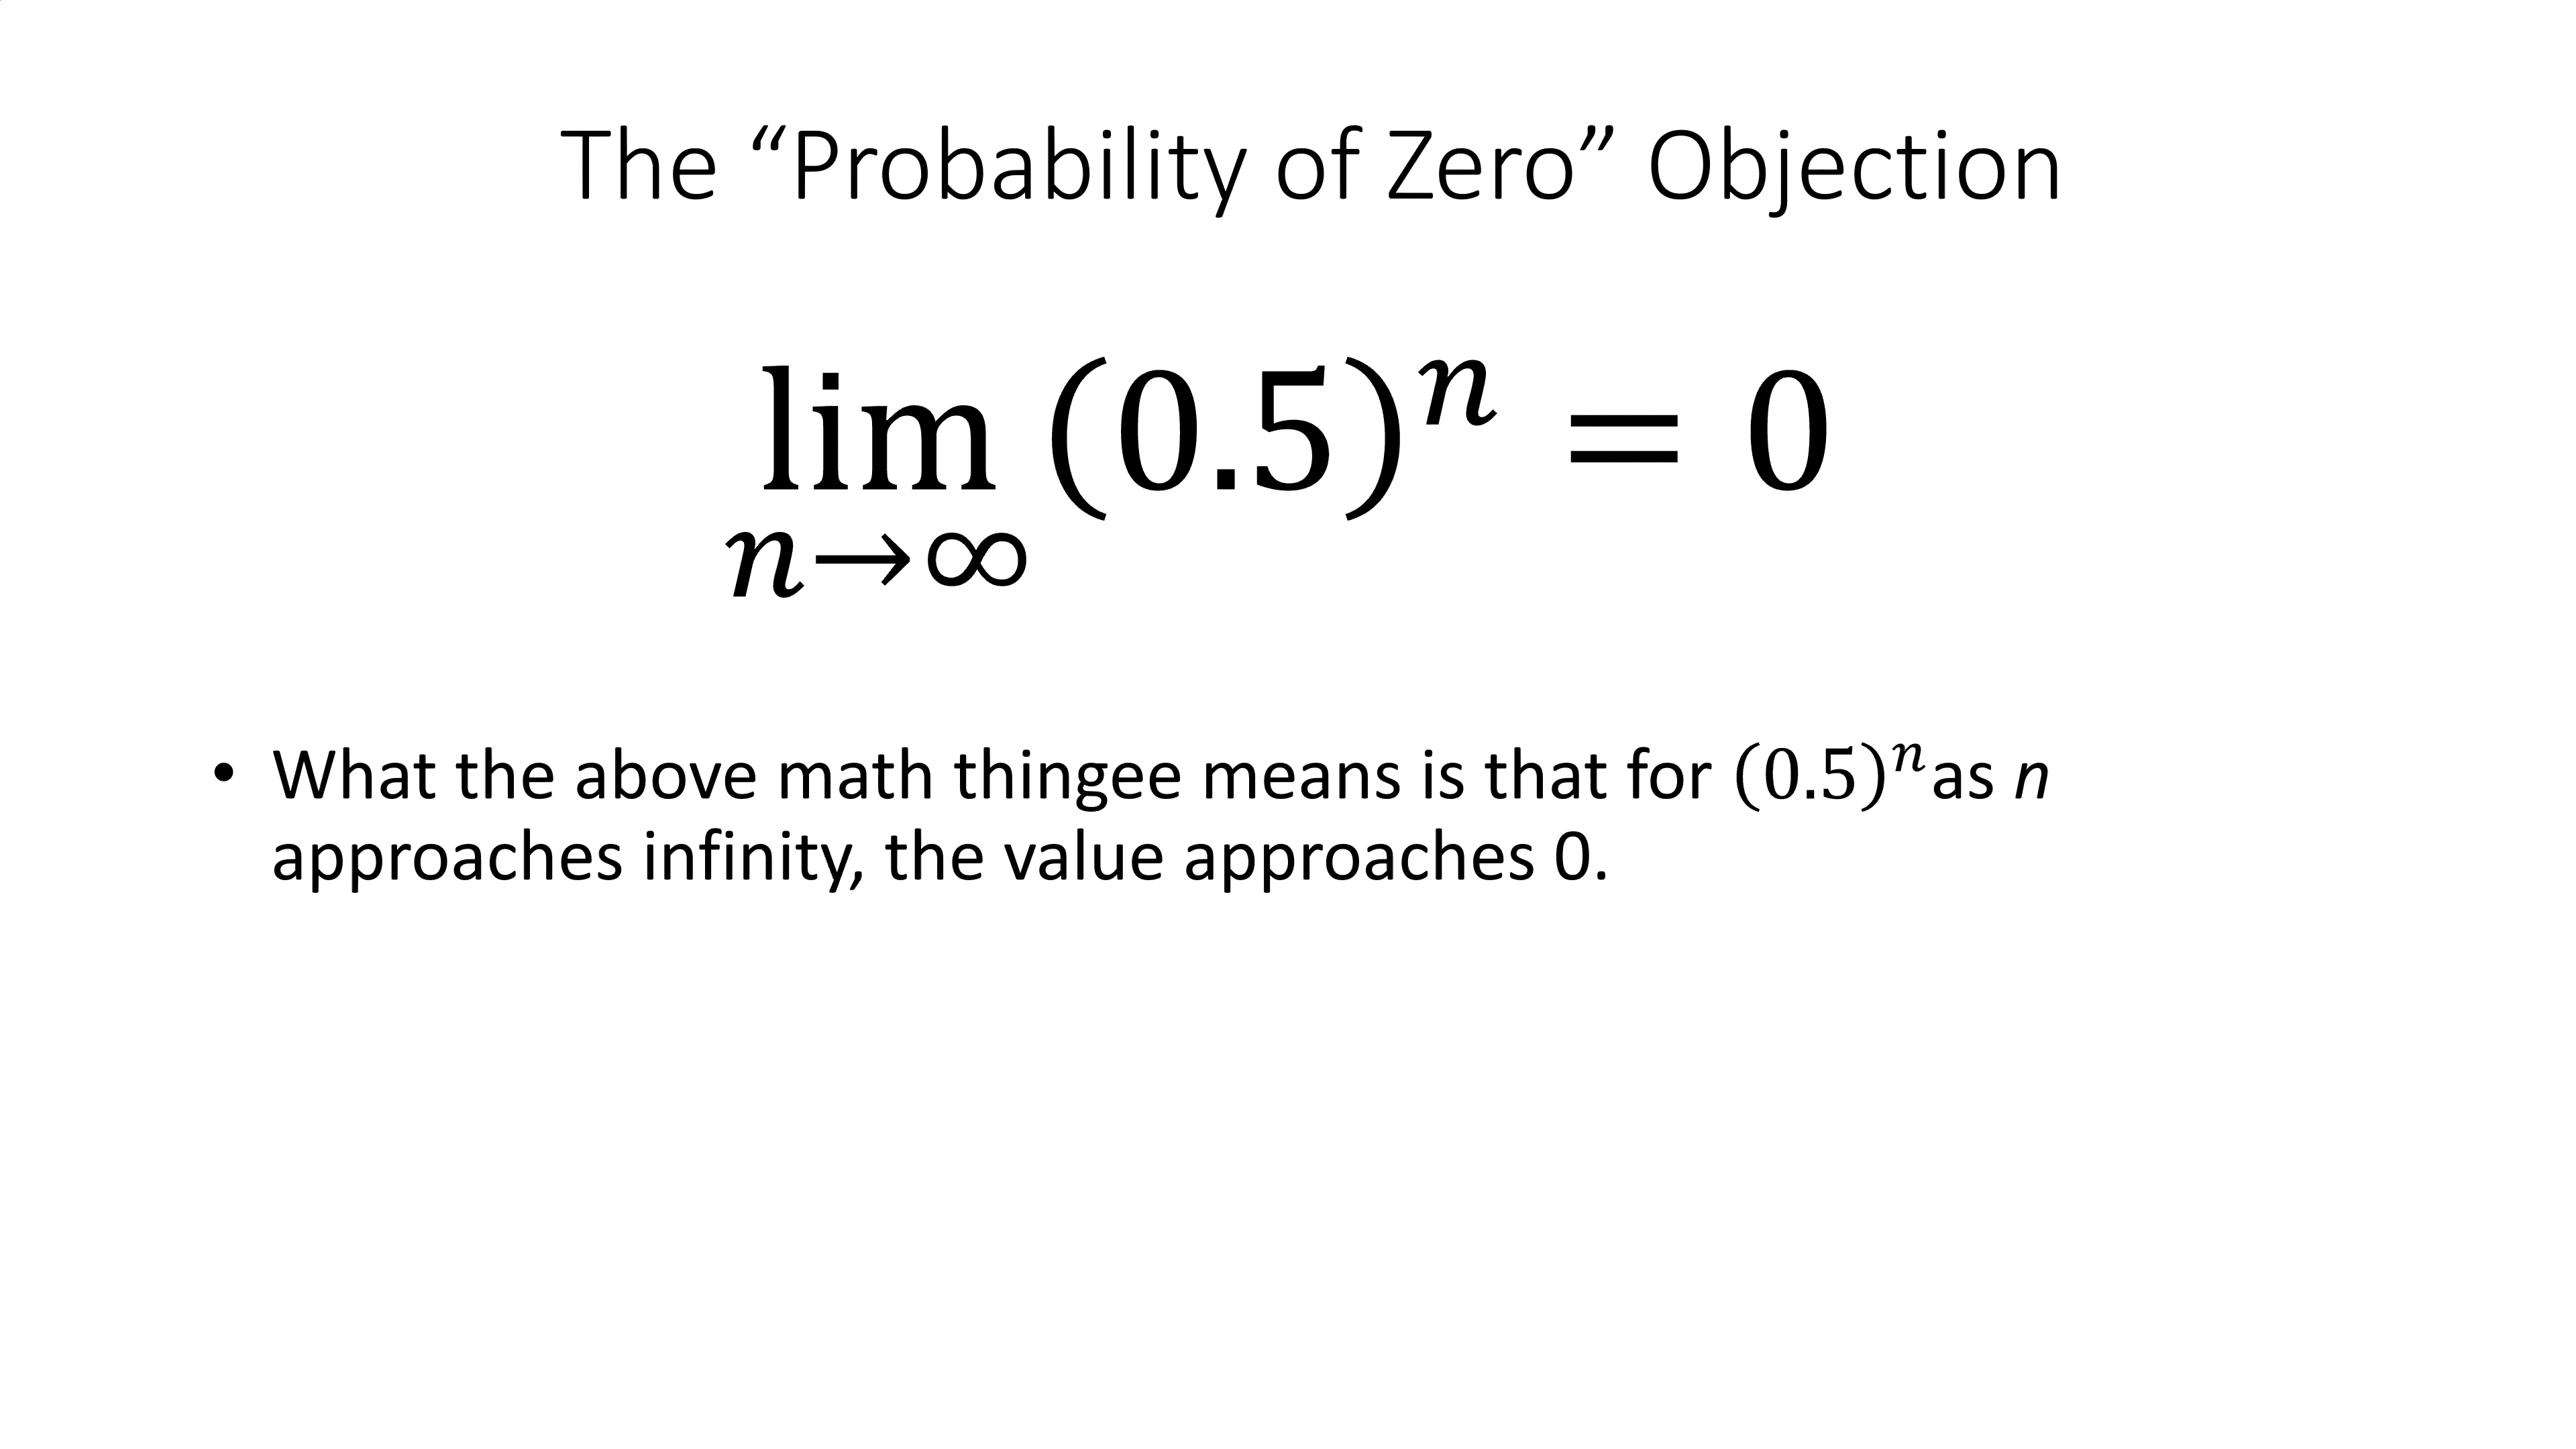 The “Probability of Zero” Objection
lim (0.5)ⁿ = 0
n→∞
• What the above math thingee means is that for (0.5)ⁿas n
approaches infinity, the value approaches 0.